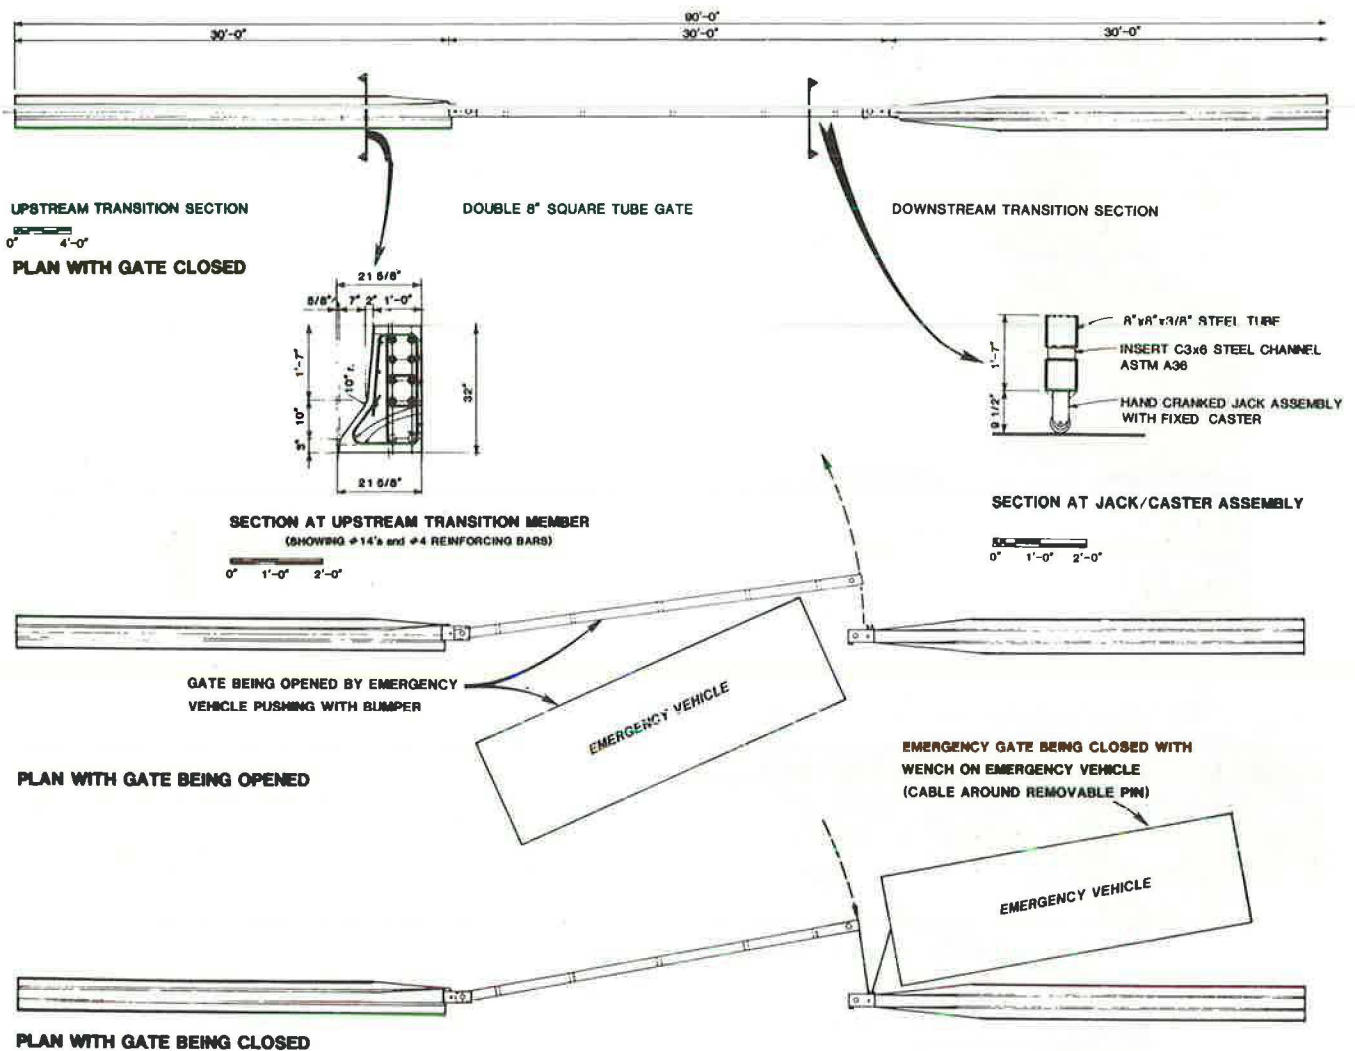 90'-0"
30'-0"
30'-0"
30'-0"
UPSTREAM TRANSITION SECTION
DOUBLE 8" SQUARE TUBE GATE
DOWNSTREAM TRANSITION SECTION
0" 4'-0"
PLAN WITH GATE CLOSED
21 5/8"
5/8" 7" 2" 1'-0"
1'-7"
10" r.
10"
3"
32"
21 5/8"
SECTION AT UPSTREAM TRANSITION MEMBER
(SHOWING #14's and #4 REINFORCING BARS)
0" 1'-0" 2'-0"
8"x8"x3/8" STEEL TUBE
INSERT C3x6 STEEL CHANNEL
ASTM A36
1'-7"
9 1/2"
HAND CRANKED JACK ASSEMBLY
WITH FIXED CASTER
SECTION AT JACK/CASTER ASSEMBLY
0" 1'-0" 2'-0"
GATE BEING OPENED BY EMERGENCY
VEHICLE PUSHING WITH BUMPER
EMERGENCY VEHICLE
PLAN WITH GATE BEING OPENED
EMERGENCY GATE BEING CLOSED WITH
WENCH ON EMERGENCY VEHICLE
(CABLE AROUND REMOVABLE PIN)
EMERGENCY VEHICLE
PLAN WITH GATE BEING CLOSED